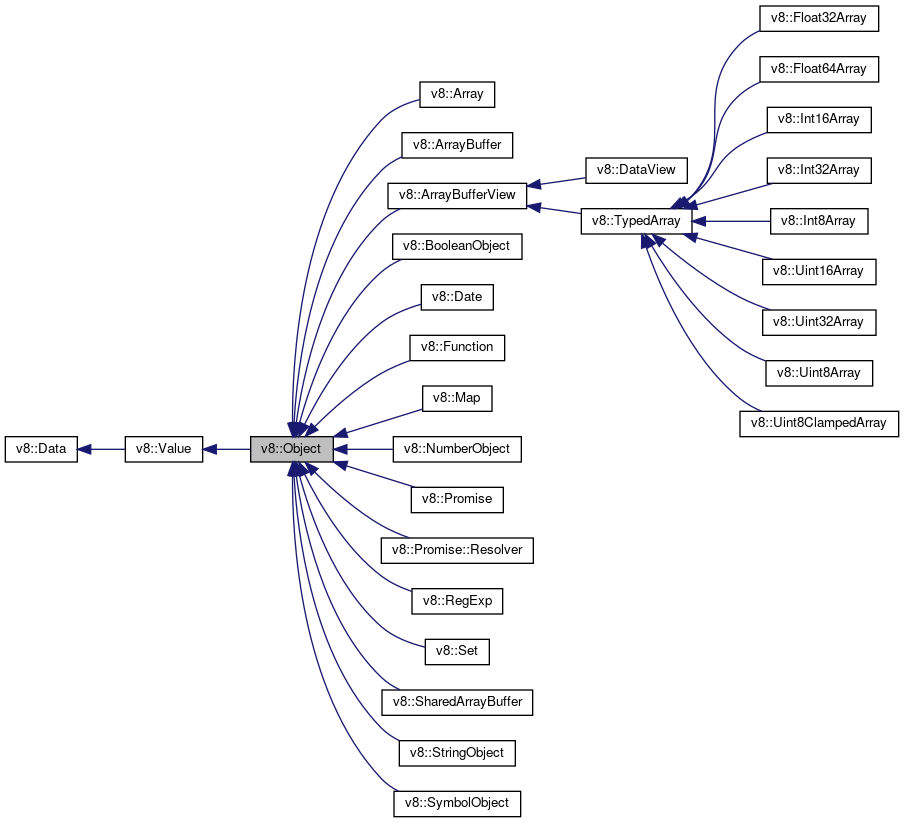 v8::Float32Array
v8::Float64Array
v8::Array
v8::Int16Array
v8::ArrayBuffer
v8::DataView
v8::Int32Array
v8::ArrayBufferView
v8::TypedArray
v8::Int8Array
v8::BooleanObject
v8::Uint16Array
v8::Date
v8::Uint32Array
v8::Function
v8::Uint8Array
v8::Map
v8::Uint8ClampedArray
v8::Data
v8::Value
v8::Object
v8::NumberObject
v8::Promise
v8::Promise::Resolver
v8::RegExp
v8::Set
v8::SharedArrayBuffer
v8::StringObject
v8::SymbolObject